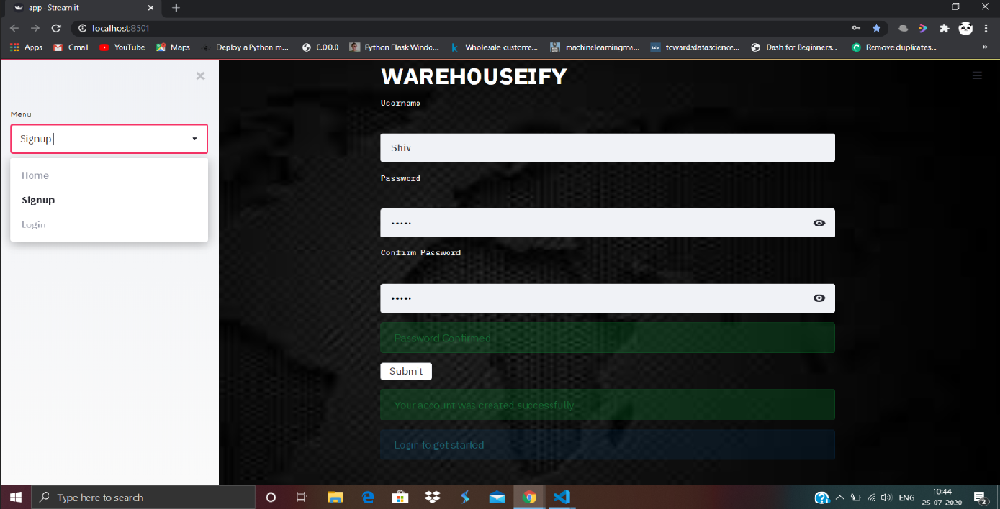 app · Streamlit
localhost:8501
Apps
Gmail
YouTube
Maps
Deploy a Python m...
0.0.0.0
Python Flask Windo...
k
Wholesale custome...
machinelearningma...
towardsdatascience...
Dash for Beginners...
Remove duplicates...
»
Menu
Signup
Home
Signup
Login
WAREHOUSEIFY
Username
Shiv
Password
•••••
Confirm Password
•••••
Password Confirmed
Submit
Your account was created successfully
Login to get started
Type here to search
ENG
10:44
25-07-2020
2